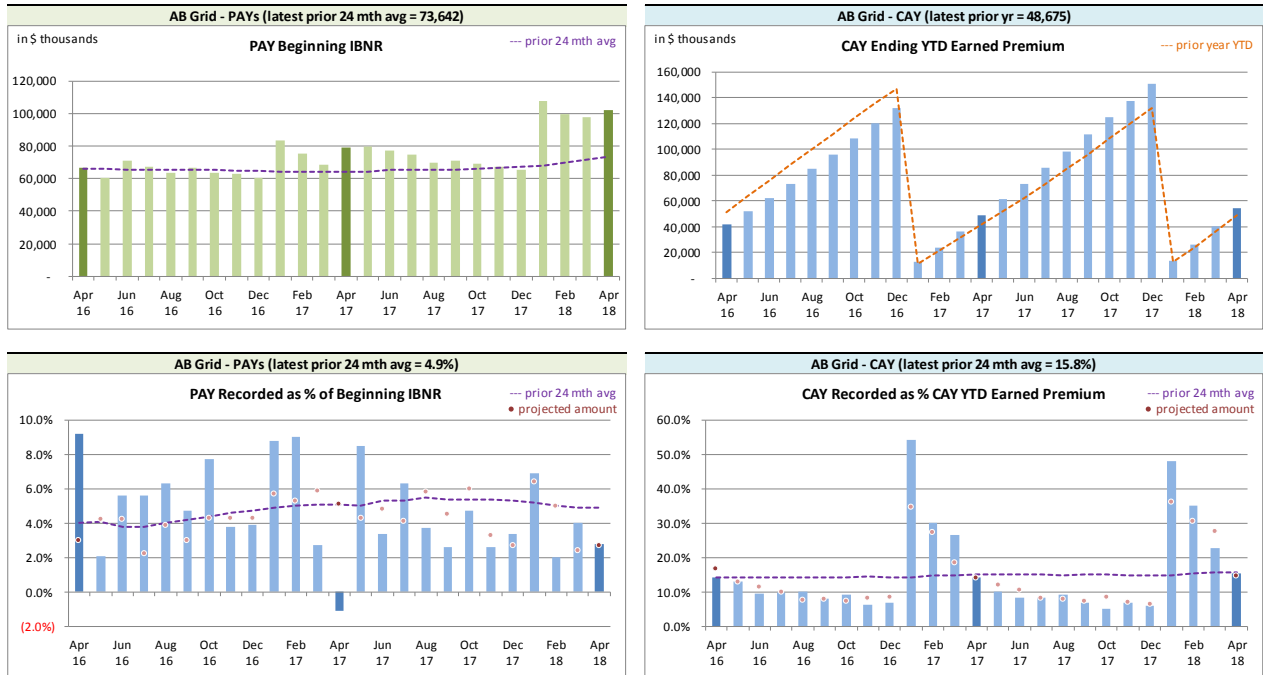 AB Grid - PAYs (latest prior 24 mth avg = 73,642)
in $ thousands
PAY Beginning IBNR
--- prior 24 mth avg
120,000
100,000
80,000
60,000
40,000
20,000
-
Apr Jun Aug Oct Dec Feb Apr Jun Aug Oct Dec Feb Apr
16 16 16 16 16 17 17 17 17 17 17 18 18
AB Grid - CAY (latest prior yr = 48,675)
in $ thousands
CAY Ending YTD Earned Premium
--- prior year YTD
160,000
140,000
120,000
100,000
80,000
60,000
40,000
20,000
-
Apr Jun Aug Oct Dec Feb Apr Jun Aug Oct Dec Feb Apr
16 16 16 16 16 17 17 17 17 17 17 18 18
AB Grid - PAYs (latest prior 24 mth avg = 4.9%)
PAY Recorded as % of Beginning IBNR
--- prior 24 mth avg
• projected amount
10.0%
8.0%
6.0%
4.0%
2.0%
0.0%
(2.0%)
Apr Jun Aug Oct Dec Feb Apr Jun Aug Oct Dec Feb Apr
16 16 16 16 16 17 17 17 17 17 17 18 18
AB Grid - CAY (latest prior 24 mth avg = 15.8%)
CAY Recorded as % CAY YTD Earned Premium
--- prior 24 mth avg
• projected amount
60.0%
50.0%
40.0%
30.0%
20.0%
10.0%
0.0%
Apr Jun Aug Oct Dec Feb Apr Jun Aug Oct Dec Feb Apr
16 16 16 16 16 17 17 17 17 17 17 18 18